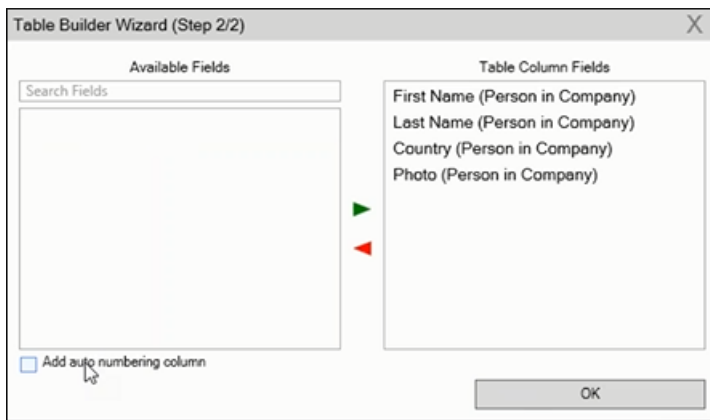 Table Builder Wizard (Step 2/2)
X
Available Fields
Search Fields
Table Column Fields
First Name (Person in Company)
Last Name (Person in Company)
Country (Person in Company)
Photo (Person in Company)
Add auto numbering column
OK